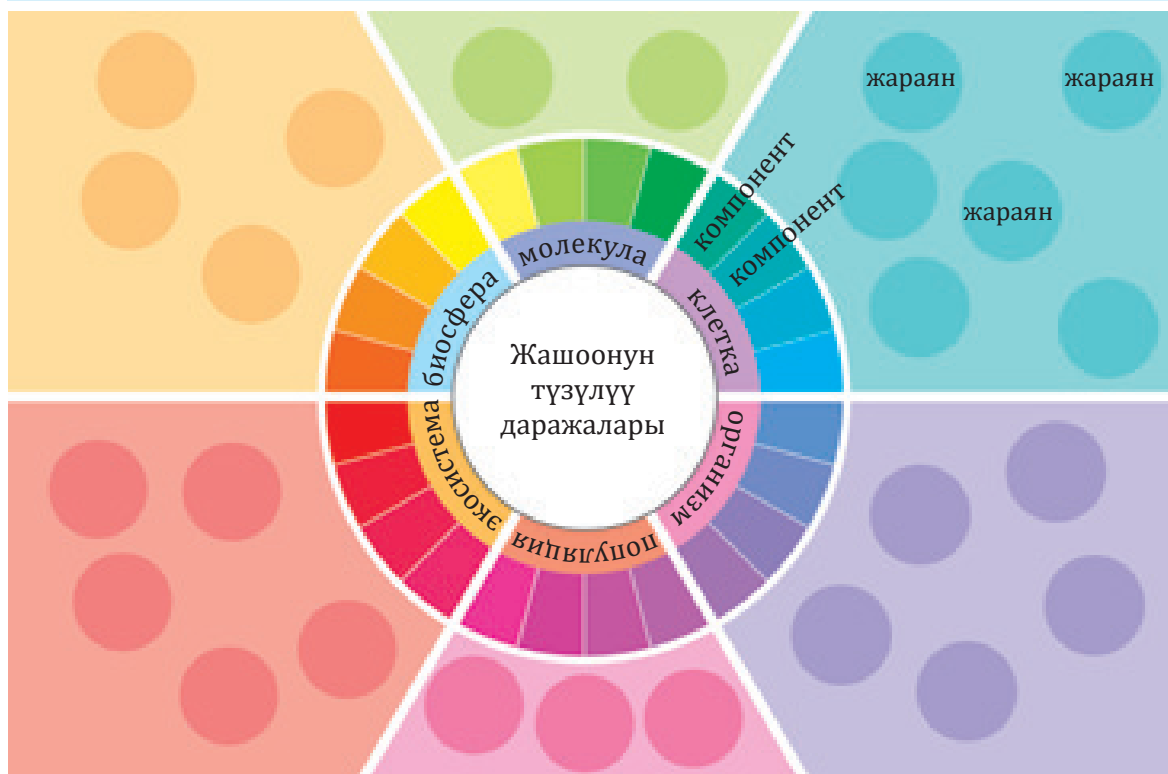 жараян
жараян
жараян
компонент
компонент
молекула
клетка
организм
популяция
экосистема
биосфера
Жашоонун
түзүлүү
даражалары